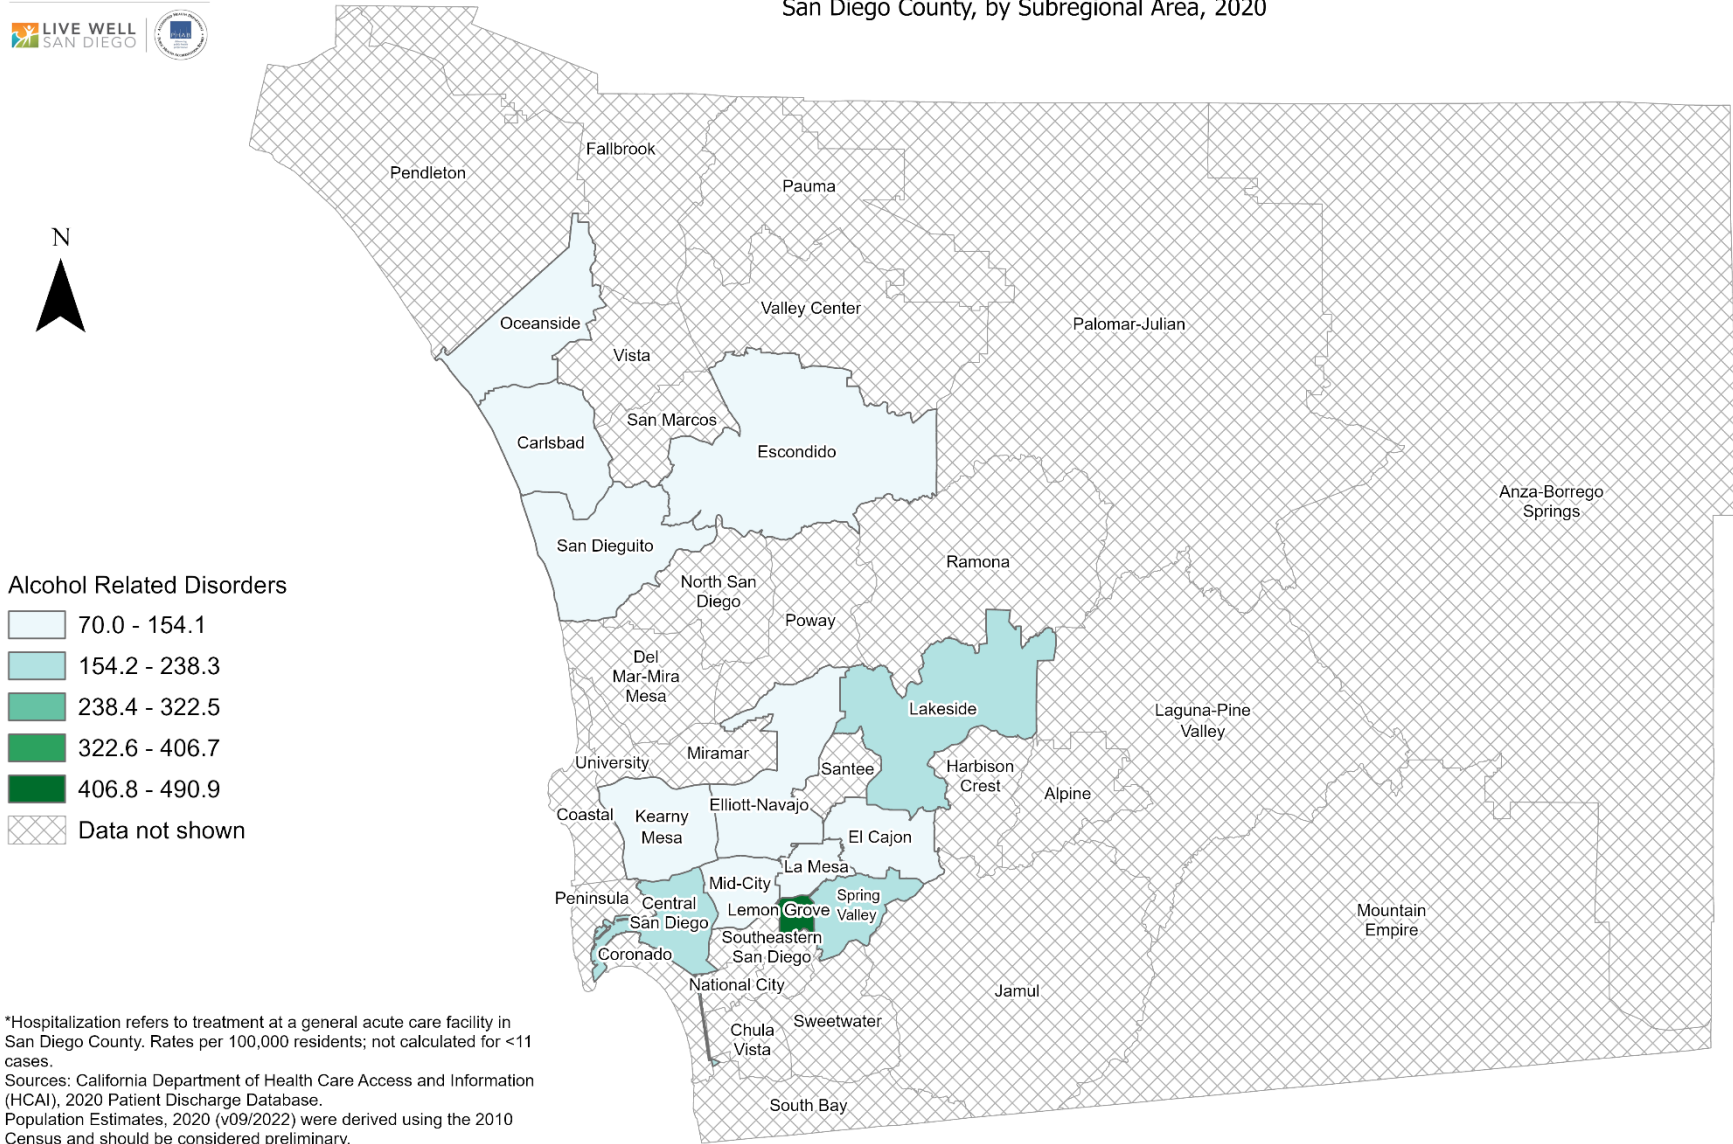 San Diego County, by Subregional Area, 2020
LIVE WELL
SAN DIEGO
PHAB
N
Fallbrook
Pendleton
Pauma
Valley Center
Oceanside
Palomar-Julian
Vista
San Marcos
Carlsbad
Escondido
Anza-Borrego
Springs
San Dieguito
Ramona
North San
Diego
Poway
Del
Mar-Mira
Mesa
Lakeside
Laguna-Pine
Valley
Miramar
University
Santee
Harbison
Crest
Alpine
Coastal
Kearny
Mesa
Elliott-Navajo
El Cajon
La Mesa
Mid-City
Peninsula
Central
San Diego
Lemon Grove
Spring
Valley
Mountain
Empire
Southeastern
San Diego
Coronado
National City
Jamul
Sweetwater
Chula
Vista
South Bay
Alcohol Related Disorders
70.0 - 154.1
154.2 - 238.3
238.4 - 322.5
322.6 - 406.7
406.8 - 490.9
Data not shown
*Hospitalization refers to treatment at a general acute care facility in
San Diego County. Rates per 100,000 residents; not calculated for <11
cases.
Sources: California Department of Health Care Access and Information
(HCAI), 2020 Patient Discharge Database.
Population Estimates, 2020 (v09/2022) were derived using the 2010
Census and should be considered preliminary.